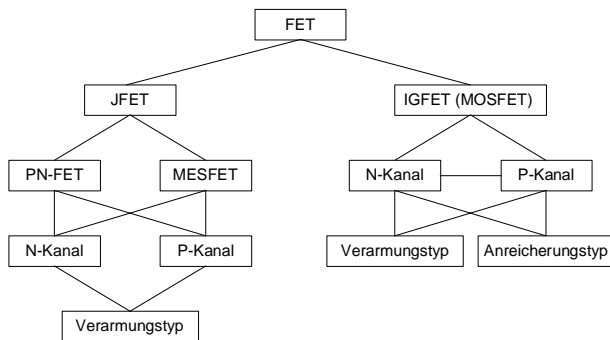 FET
JFET
IGFET (MOSFET)
PN-FET
MESFET
N-Kanal
P-Kanal
N-Kanal
P-Kanal
Verarmungstyp
Anreicherungstyp
Verarmungstyp